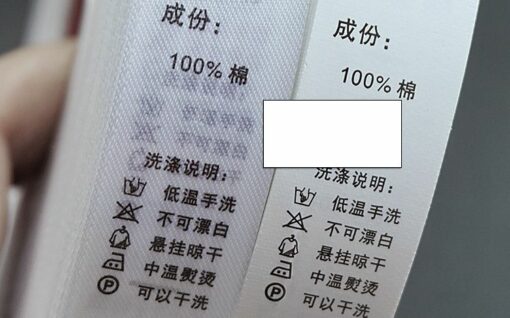 成份：
100% 棉
洗涤说明：
低温手洗
不可漂白
悬挂晾干
中温熨烫
可以干洗
成份：
100% 棉
洗涤说明：
低温手洗
不可漂白
悬挂晾干
中温熨烫
可以干洗